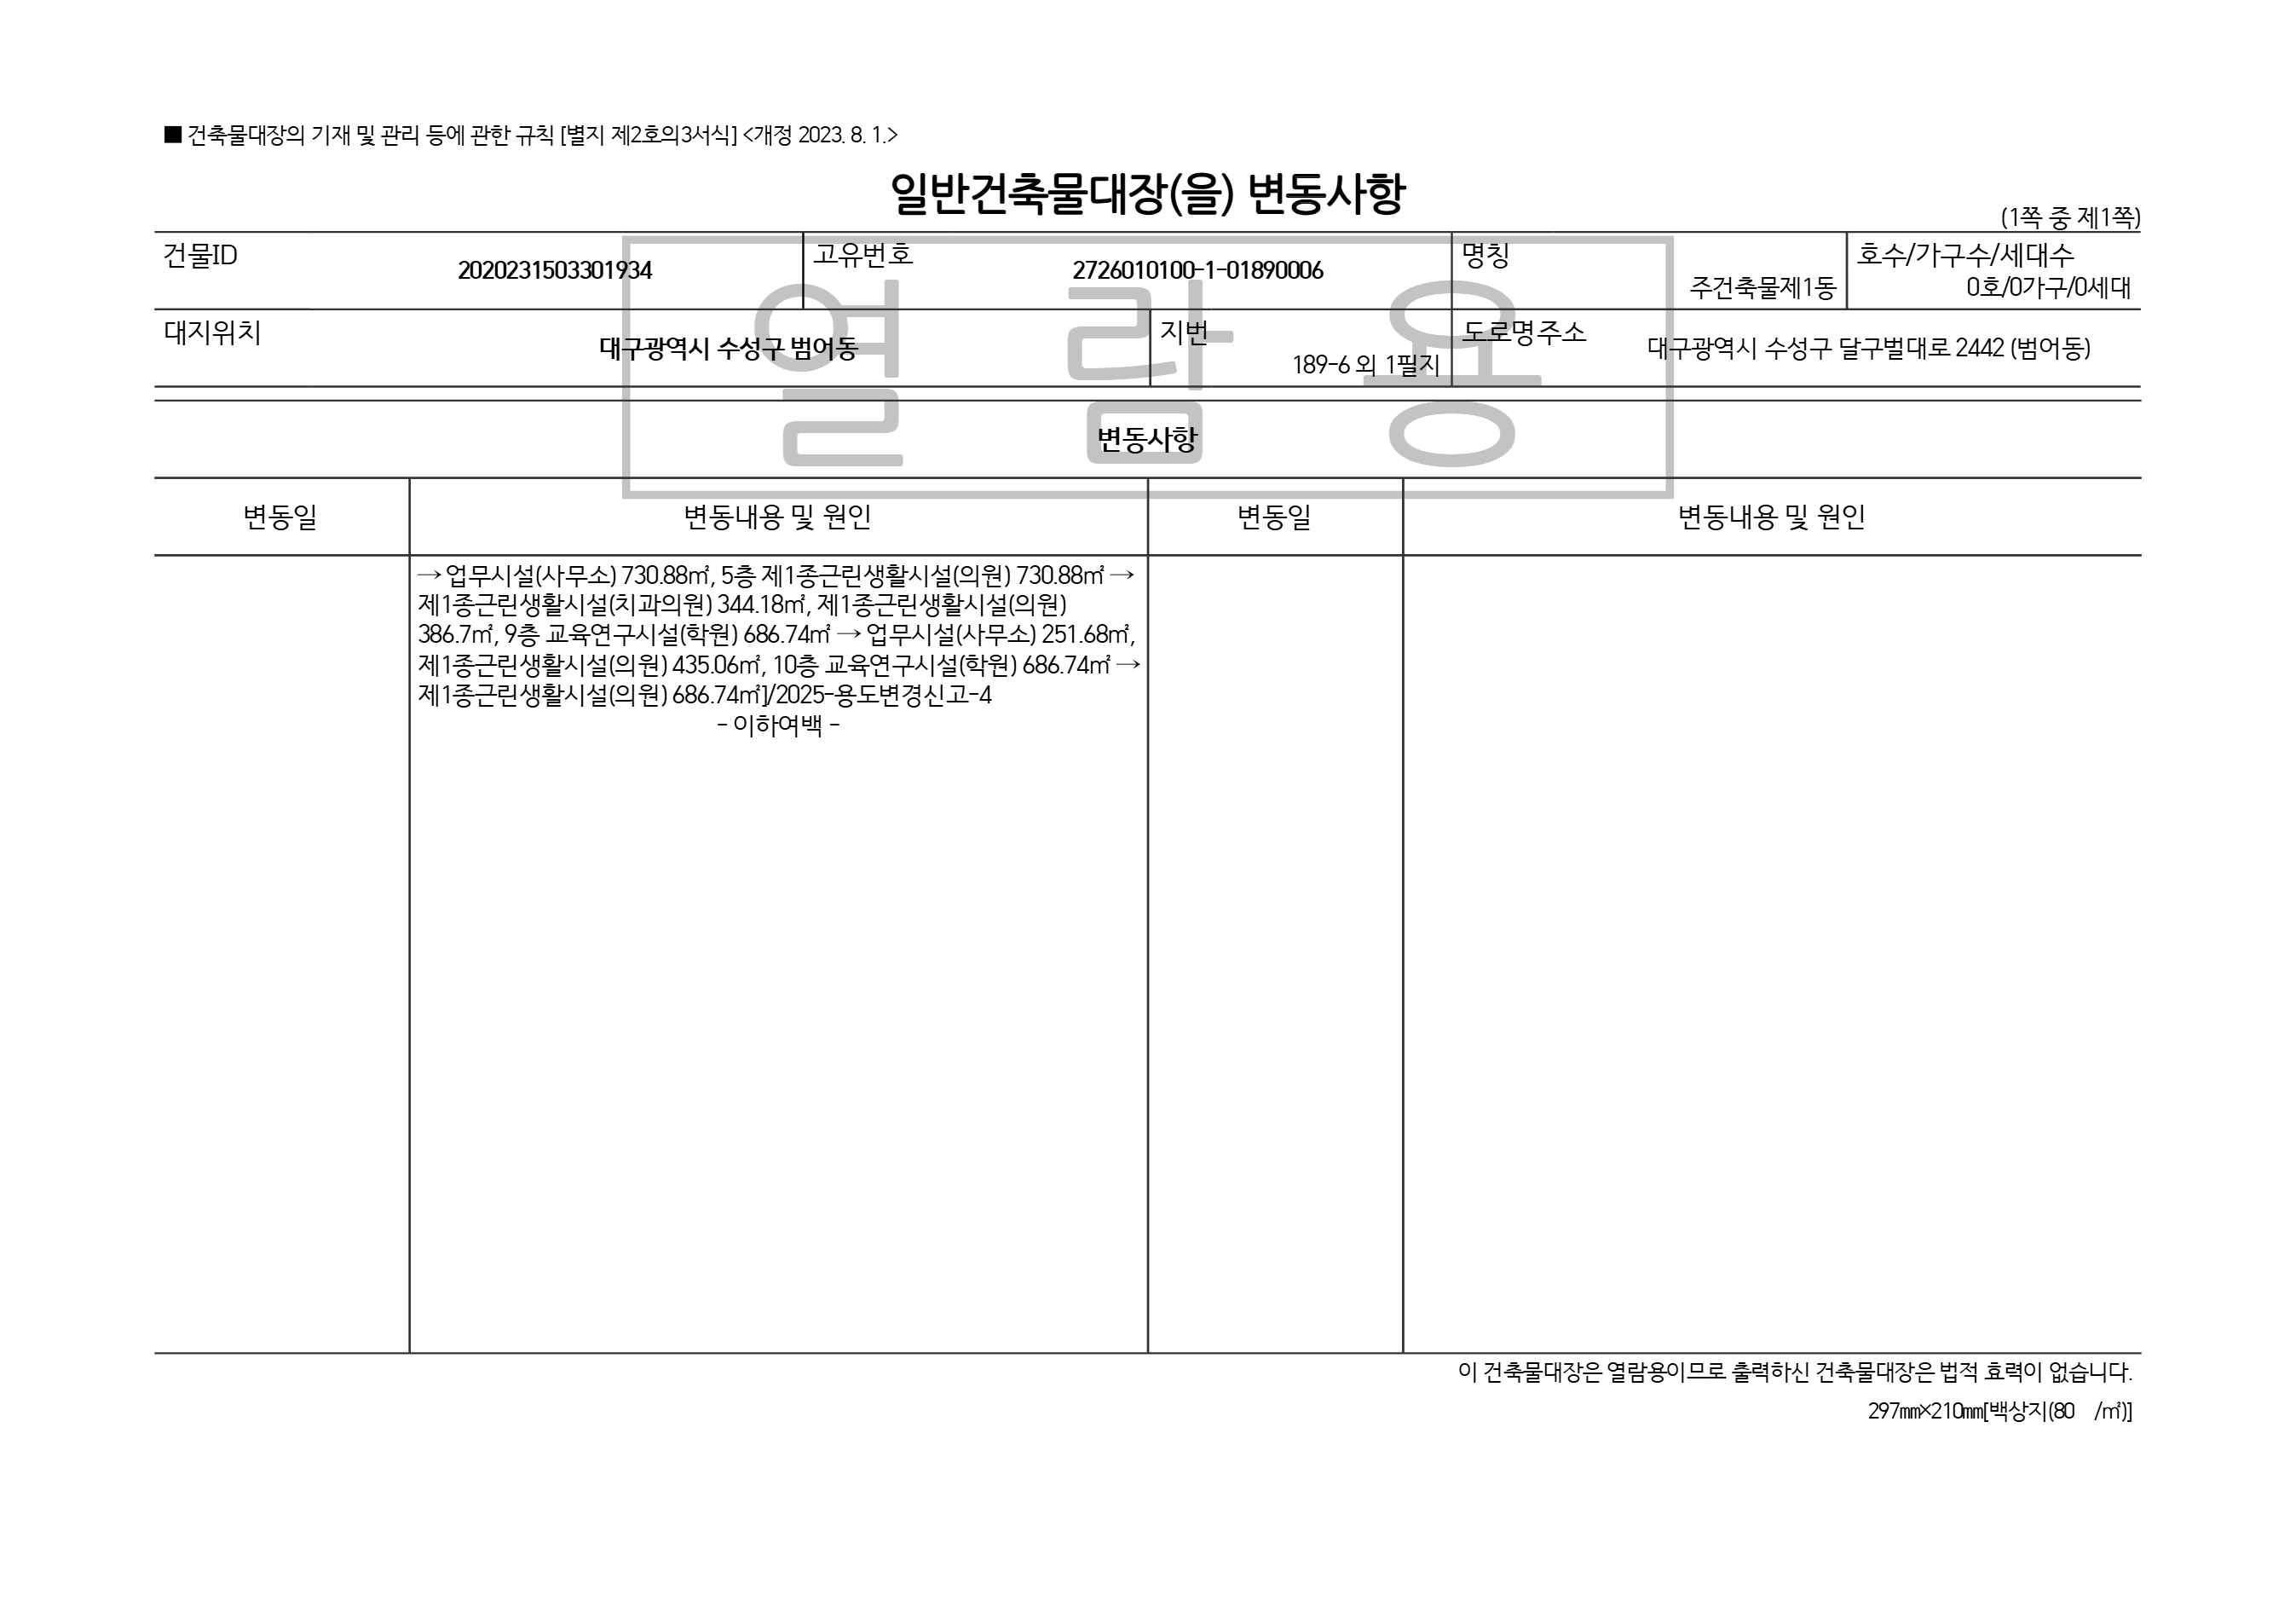 ■ 건축물대장의 기재 및 관리 등에 관한 규칙 [별지 제2호의3서식] <개정 2023. 8. 1.>
일반건축물대장(을) 변동사항
(1쪽 중 제1쪽)
건물ID
2020231503301934
고유번호
2726010100-1-01890006
명칭
주건축물제1동
호수/가구수/세대수
0호/0가구/0세대
대지위치
대구광역시 수성구 범어동
지번
189-6 외 1필지
도로명주소
대구광역시 수성구 달구벌대로 2442 (범어동)
열람용
변동사항
변동일
변동내용 및 원인
변동일
변동내용 및 원인
→ 업무시설(사무소) 730.88㎡, 5층 제1종근린생활시설(의원) 730.88㎡ →
제1종근린생활시설(치과의원) 344.18㎡, 제1종근린생활시설(의원)
386.7㎡, 9층 교육연구시설(학원) 686.74㎡ → 업무시설(사무소) 251.68㎡,
제1종근린생활시설(의원) 435.06㎡, 10층 교육연구시설(학원) 686.74㎡ →
제1종근린생활시설(의원) 686.74㎡]/2025-용도변경신고-4
- 이하여백 -
이 건축물대장은 열람용이므로 출력하신 건축물대장은 법적 효력이 없습니다.
297㎜×210㎜[백상지(80 /㎡)]